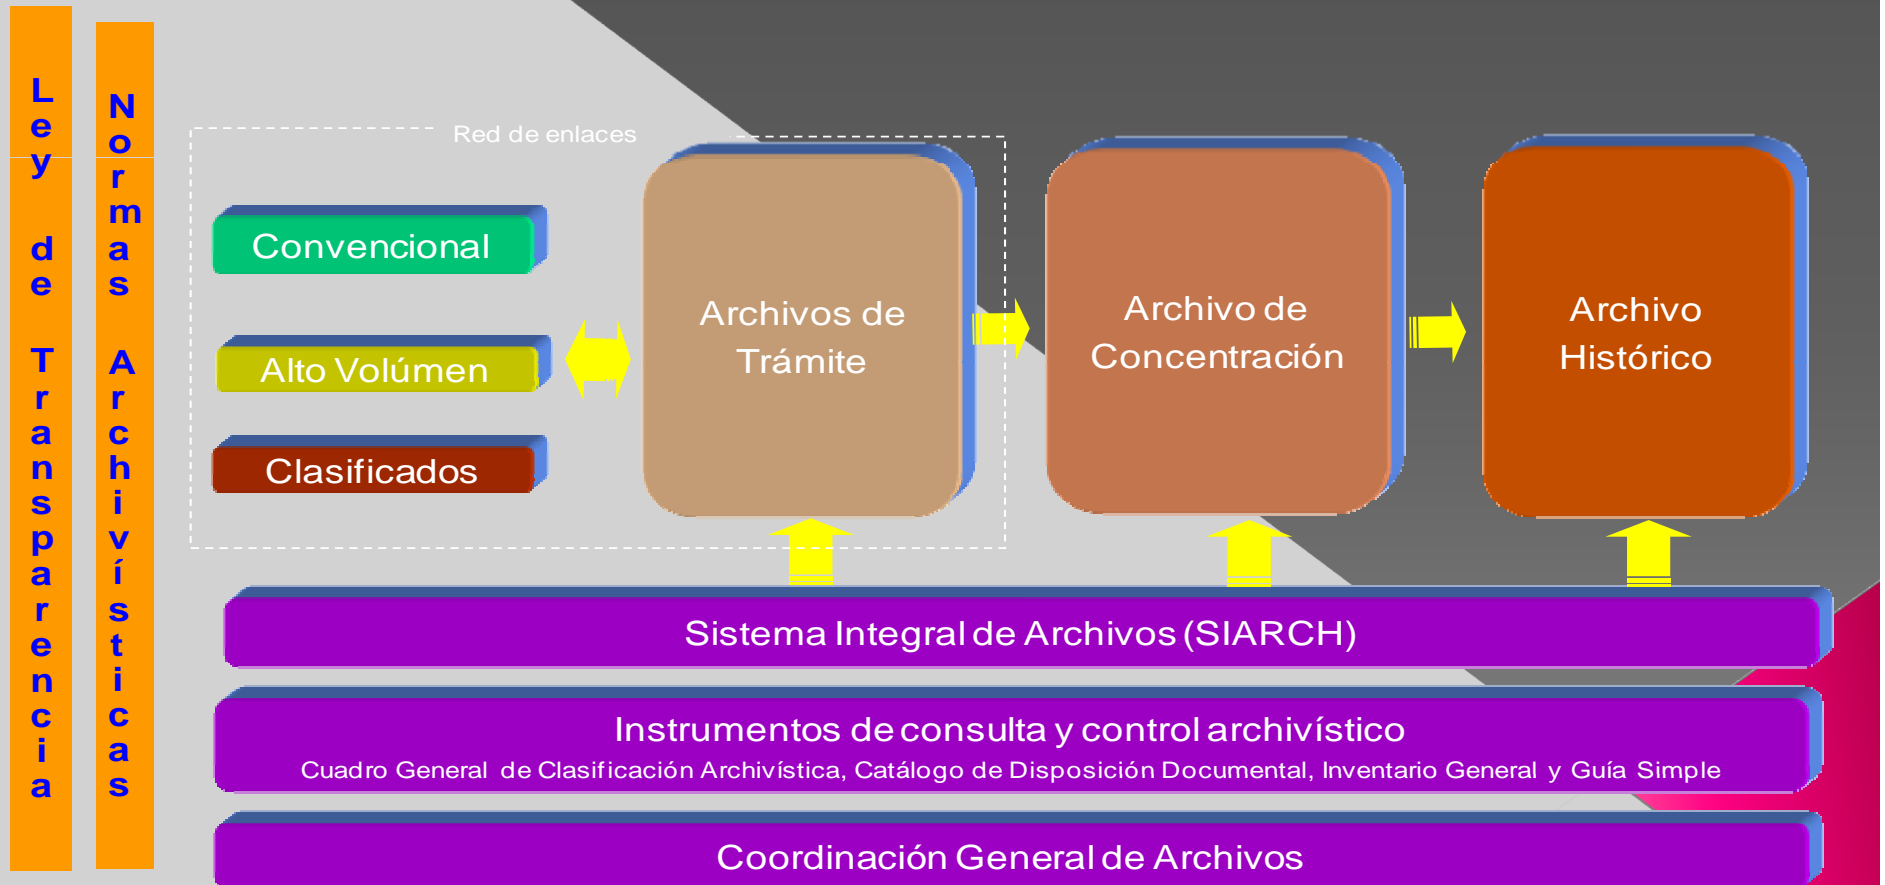 Ley de Transparencia
Normas Archivísticas
Red de enlaces
Convencional
Alto Volúmen
Clasificados
Archivos de
Trámite
Archivo de
Concentración
Archivo
Histórico
Sistema Integral de Archivos (SIARCH)
Instrumentos de consulta y control archivístico
Cuadro General de Clasificación Archivística, Catálogo de Disposición Documental, Inventario General y Guía Simple
Coordinación General de Archivos